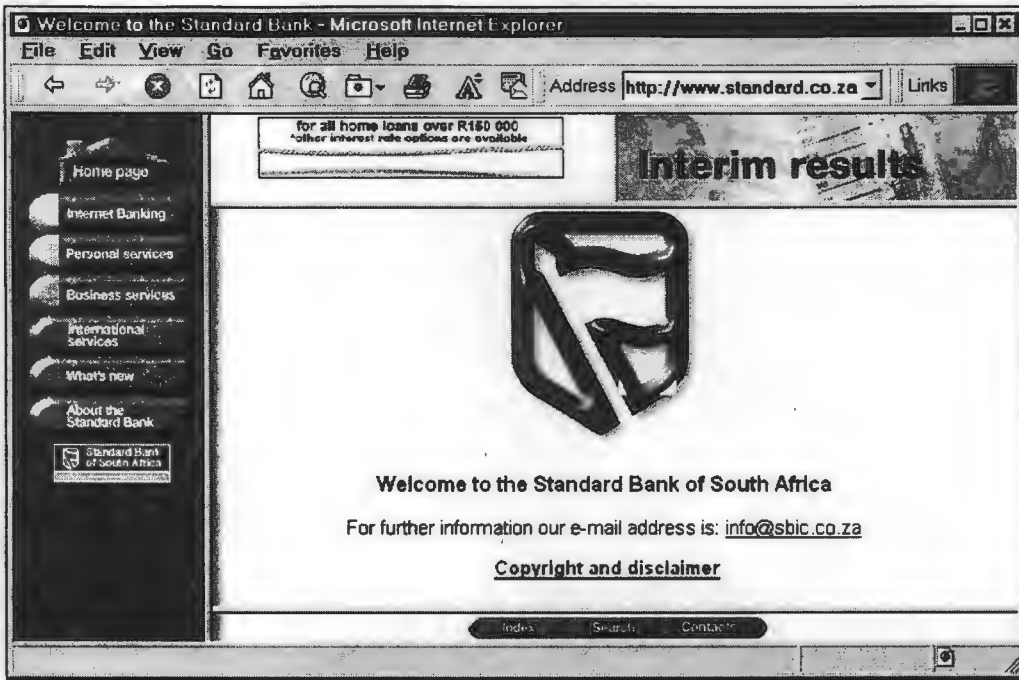 Welcome to the Standard Bank - Microsoft Internet Explorer
File Edit View Go Favorites Help
Address http://www.standard.co.za Links
Home page
Internet Banking
Personal services
Business services
International
services
What's new
About the
Standard Bank
Standard Bank
of South Africa
for all home loans over R150 000
*other interest rate options are available
Interim results
Welcome to the Standard Bank of South Africa
For further information our e-mail address is: info@sbic.co.za
Copyright and disclaimer
Index Search Contacts